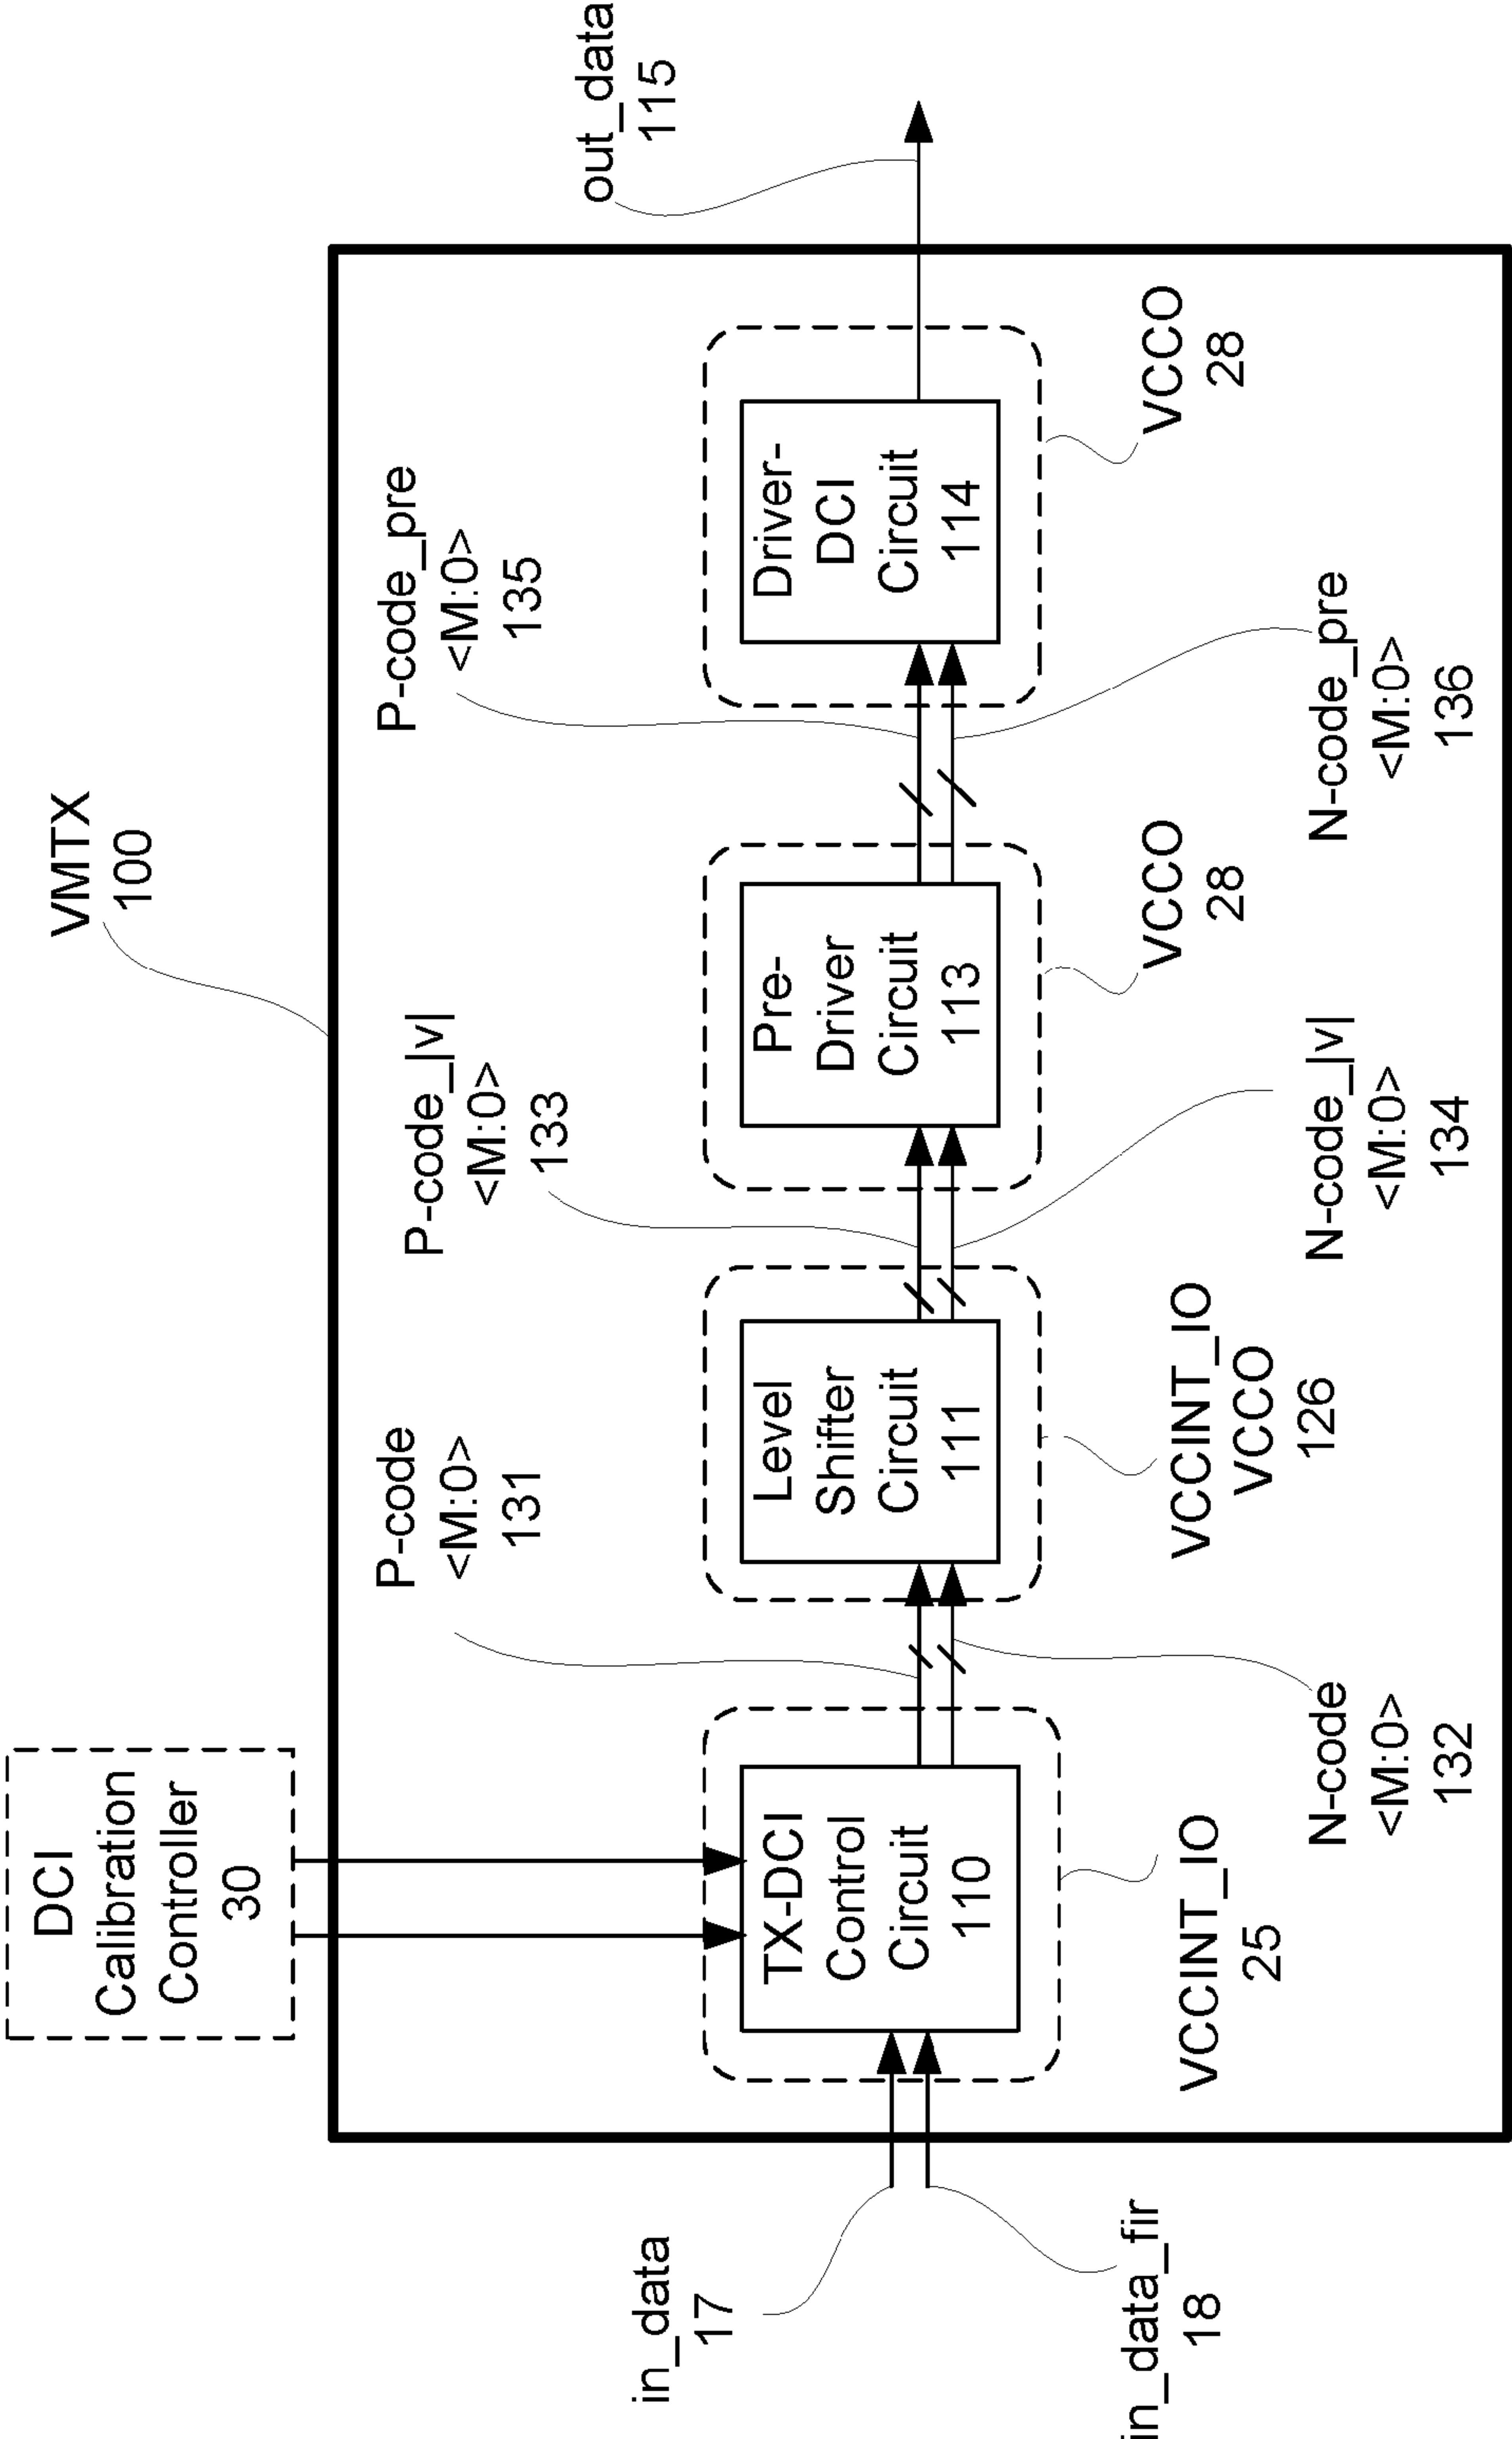 VMTX
100
DCI
Calibration
Controller
30
P-code
<M:0>
131
P-code_|v|
<M:0>
133
P-code_pre
<M:0>
135
out_data
115
in_data
17
in_data_fir
18
TX-DCI
Control
Circuit
110
Level
Shifter
Circuit
111
Pre-
Driver
Circuit
113
Driver-
DCI
Circuit
114
VCCINT_IO
25
VCCINT_IO
VCCO
126
VCCO
28
VCCO
28
N-code
<M:0>
132
N-code_|v|
<M:0>
134
N-code_pre
<M:0>
136